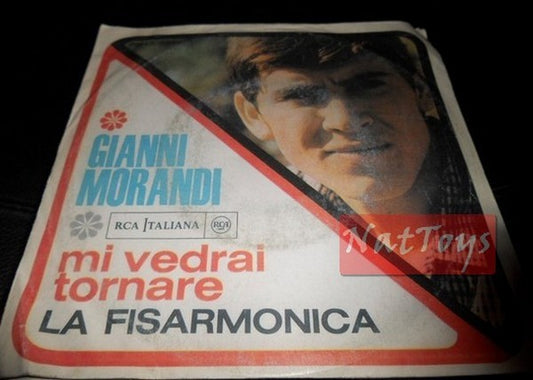 GIANNI
MORANDI
RCA ITALIANA RCA
mi vedrai
tornare
LA FISARMONICA
NatToys